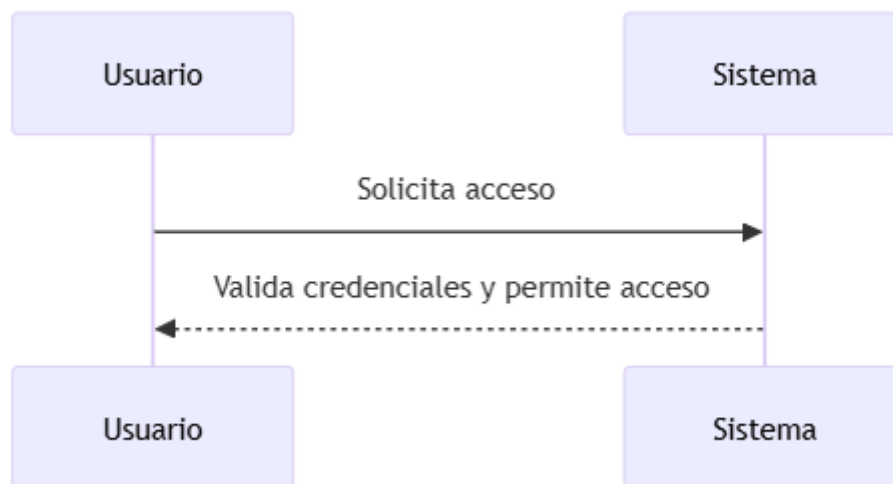 Usuario
Sistema
Solicita acceso
Valida credenciales y permite acceso
Usuario
Sistema